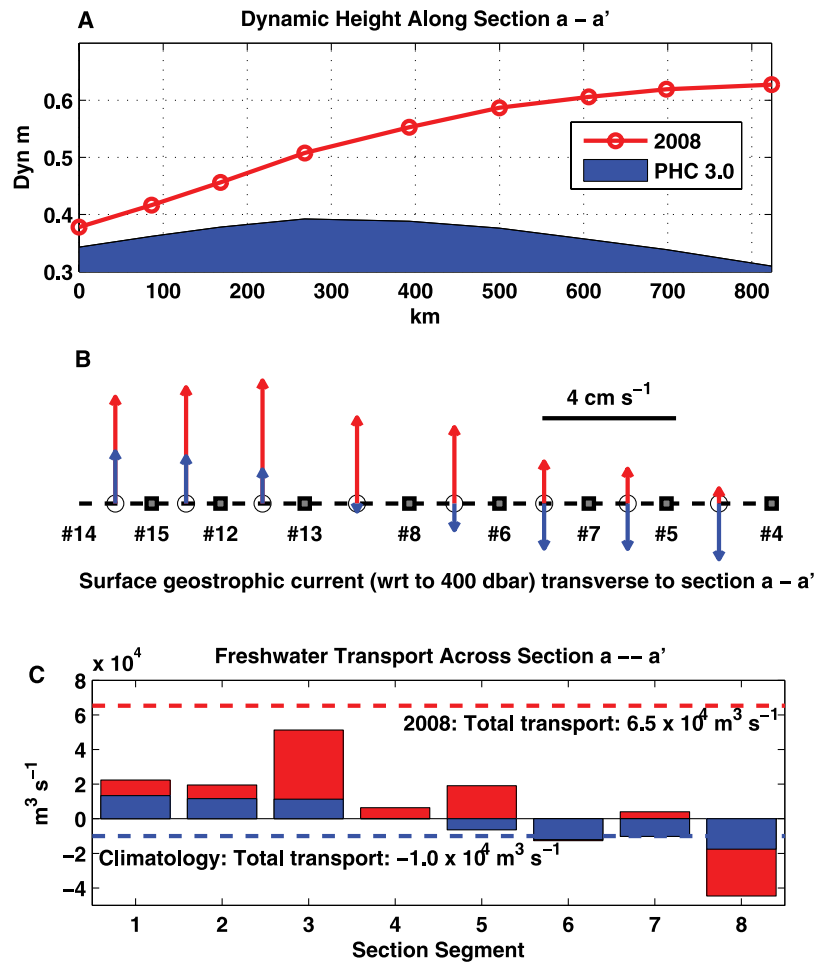 A Dynamic Height Along Section a – a’
Dyn m
0.6
0.5
0.4
0.3
2008
PHC 3.0
0 100 200 300 400 500 600 700 800
km
B
4 cm s⁻¹
#14 #15 #12 #13 #8 #6 #7 #5 #4
Surface geostrophic current (wrt to 400 dbar) transverse to section a – a’
C x 10⁴ Freshwater Transport Across Section a –– a’
m³ s⁻¹
8
6
4
2
0
−2
−4
2008: Total transport: 6.5 x 10⁴ m³ s⁻¹
Climatology: Total transport: −1.0 x 10⁴ m³ s⁻¹
1 2 3 4 5 6 7 8
Section Segment